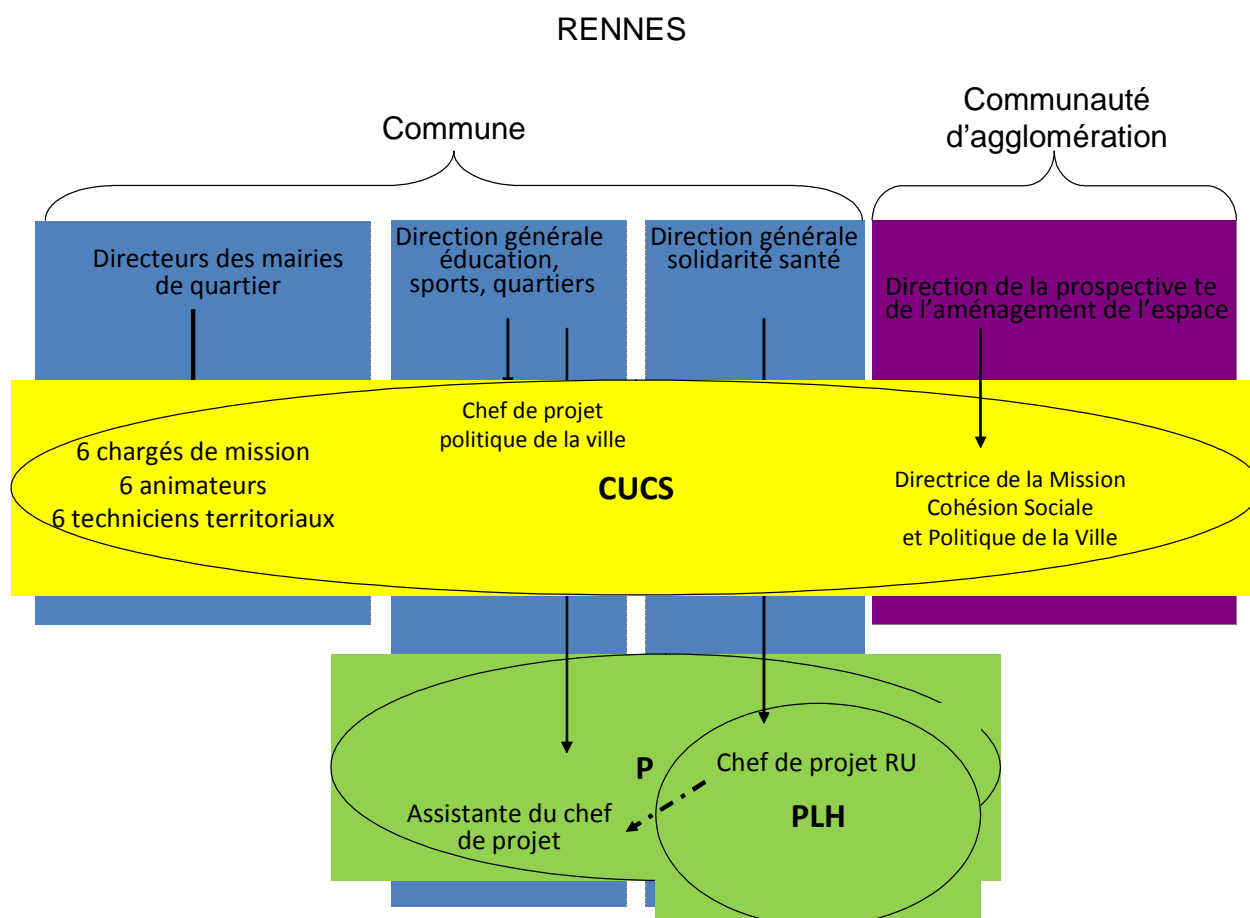 RENNES
Commune
Communauté
d'agglomération
Directeurs des mairies
de quartier
Direction générale
éducation,
sports, quartiers
Direction générale
solidarité santé
Direction de la prospective te
de l'aménagement de l'espace
Chef de projet
politique de la ville
6 chargés de mission
6 animateurs
6 techniciens territoriaux
CUCS
Directrice de la Mission
Cohésion Sociale
et Politique de la Ville
P
Chef de projet RU
Assistante du chef
de projet
PLH